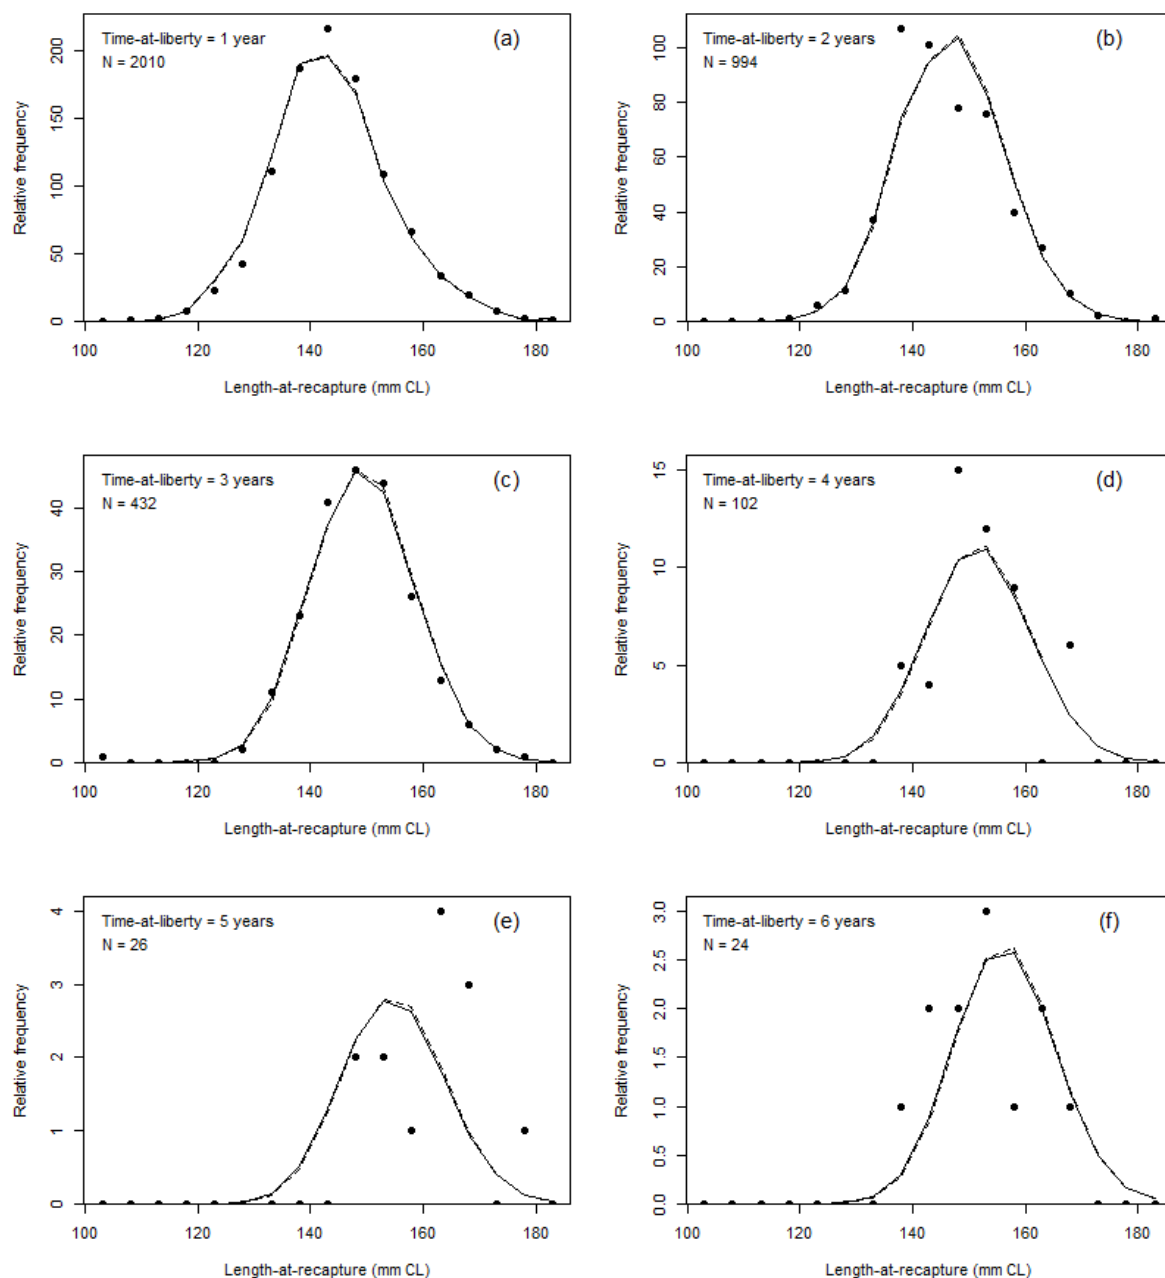 Time-at-liberty = 1 year
N = 2010
(a)
Relative frequency
0 50 100 150 200
100 120 140 160 180
Length-at-recapture (mm CL)
Time-at-liberty = 2 years
N = 994
(b)
Relative frequency
0 20 40 60 80 100
100 120 140 160 180
Length-at-recapture (mm CL)
Time-at-liberty = 3 years
N = 432
(c)
Relative frequency
0 10 20 30 40
100 120 140 160 180
Length-at-recapture (mm CL)
Time-at-liberty = 4 years
N = 102
(d)
Relative frequency
0 5 10 15
100 120 140 160 180
Length-at-recapture (mm CL)
Time-at-liberty = 5 years
N = 26
(e)
Relative frequency
0 1 2 3 4
100 120 140 160 180
Length-at-recapture (mm CL)
Time-at-liberty = 6 years
N = 24
(f)
Relative frequency
0.0 0.5 1.0 1.5 2.0 2.5 3.0
100 120 140 160 180
Length-at-recapture (mm CL)